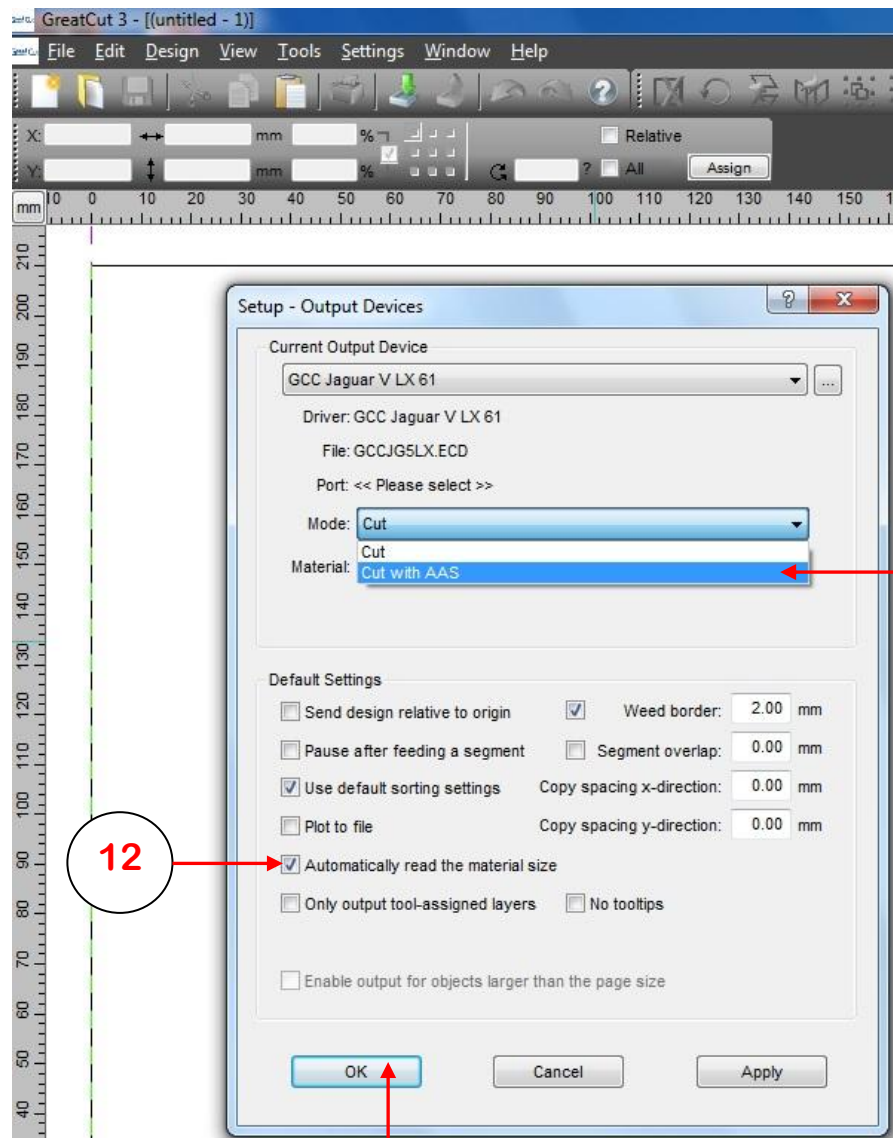 GreatCut 3 - [(untitled - 1)]
File Edit Design View Tools Settings Window Help
X: mm % Relative
Y: mm % ? All Assign
mm 10 0 10 20 30 40 50 60 70 80 90 100 110 120 130 140 150 1
210
200
190
180
170
160
150
140
130
120
110
100
90
80
70
60
50
40
Setup - Output Devices
Current Output Device
GCC Jaguar V LX 61 ...
Driver: GCC Jaguar V LX 61
File: GCCJG5LX.ECD
Port: << Please select >>
Mode: Cut
Cut
Material: Cut with AAS
Default Settings
Send design relative to origin Weed border: 2.00 mm
Pause after feeding a segment Segment overlap: 0.00 mm
Use default sorting settings Copy spacing x-direction: 0.00 mm
Plot to file Copy spacing y-direction: 0.00 mm
12 Automatically read the material size
Only output tool-assigned layers No tooltips
Enable output for objects larger than the page size
OK Cancel Apply